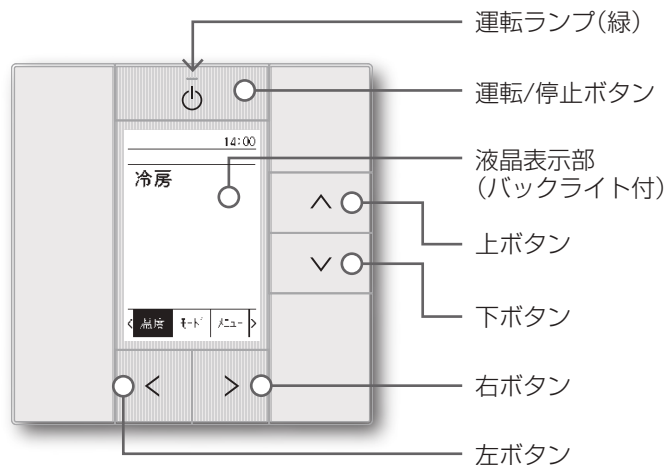 運転ランプ(緑)
運転/停止ボタン
液晶表示部
(バックライト付)
上ボタン
下ボタン
右ボタン
左ボタン
14:00
冷房
< 温度 モード メニュー >